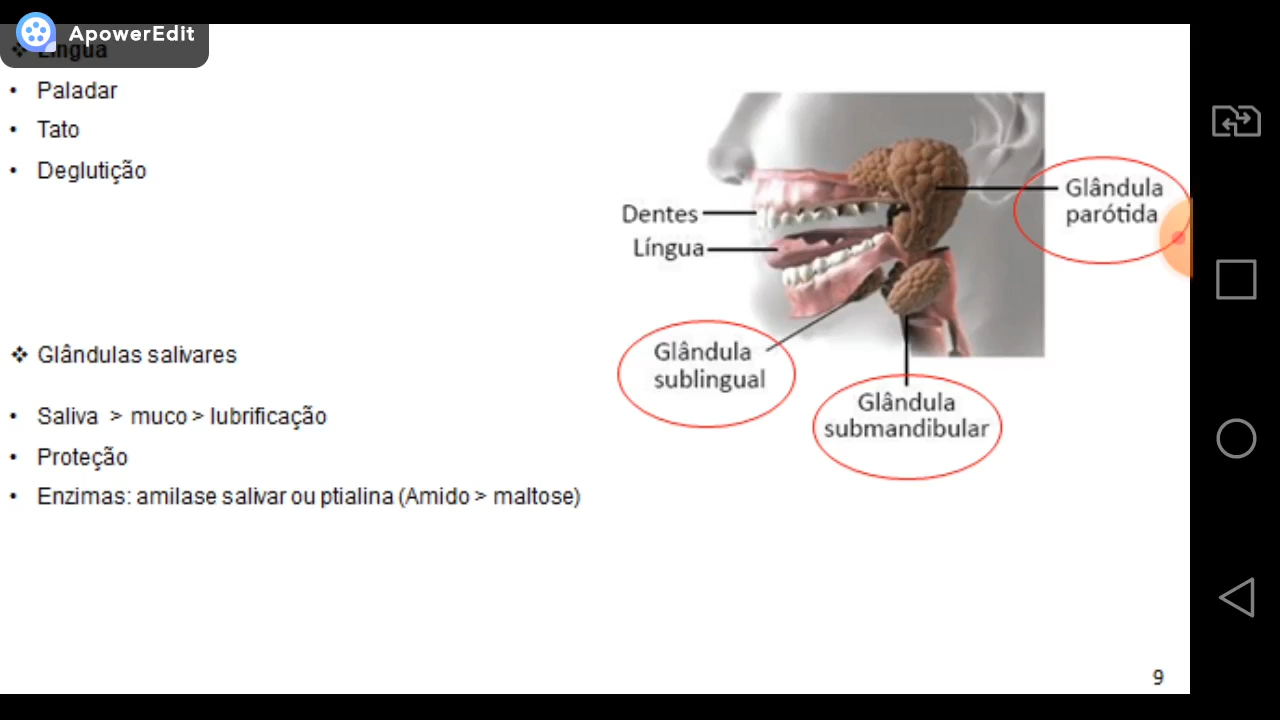 ApowerEdit
❖ Língua
• Paladar
• Tato
• Deglutição
Dentes
Língua
Glândula
parótida
Glândula
sublingual
Glândula
submandibular
❖ Glândulas salivares
• Saliva > muco > lubrificação
• Proteção
• Enzimas: amilase salivar ou ptialina (Amido > maltose)
9